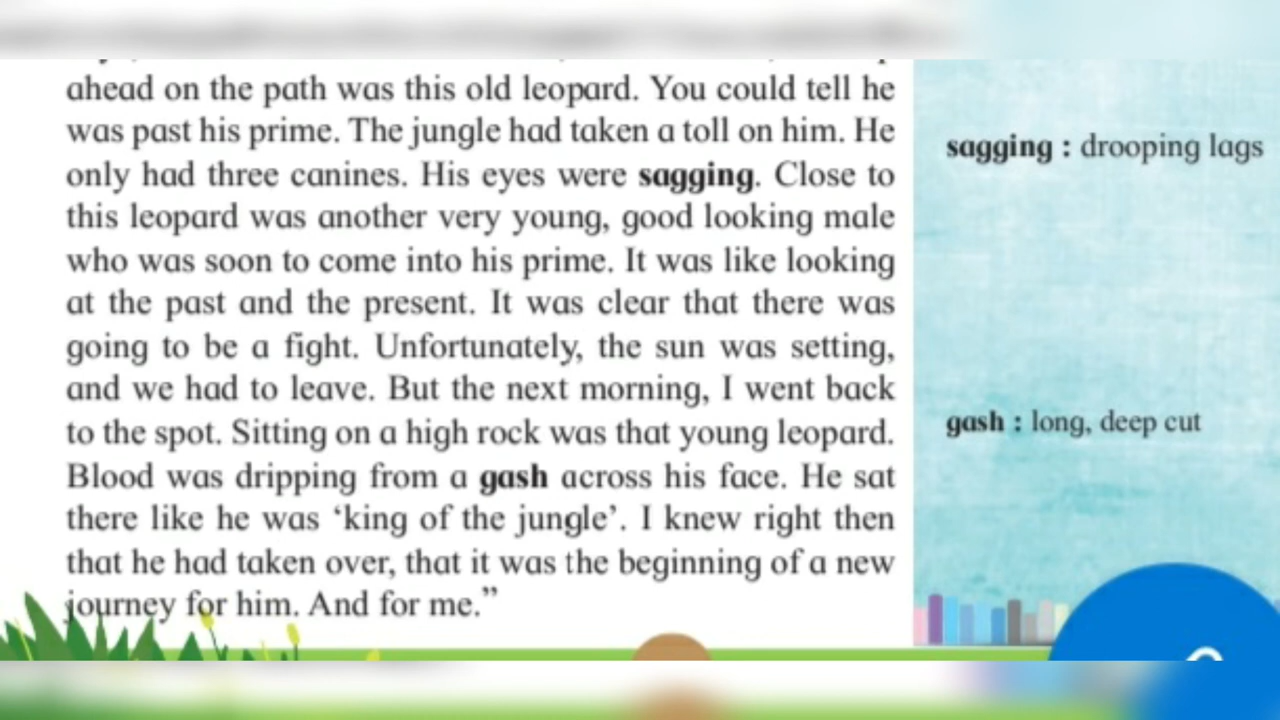 ahead on the path was this old leopard. You could tell he
was past his prime. The jungle had taken a toll on him. He
only had three canines. His eyes were sagging. Close to
this leopard was another very young, good looking male
who was soon to come into his prime. It was like looking
at the past and the present. It was clear that there was
going to be a fight. Unfortunately, the sun was setting,
and we had to leave. But the next morning, I went back
to the spot. Sitting on a high rock was that young leopard.
Blood was dripping from a gash across his face. He sat
there like he was ‘king of the jungle’. I knew right then
that he had taken over, that it was the beginning of a new
journey for him. And for me.”
sagging : drooping lags
gash : long, deep cut